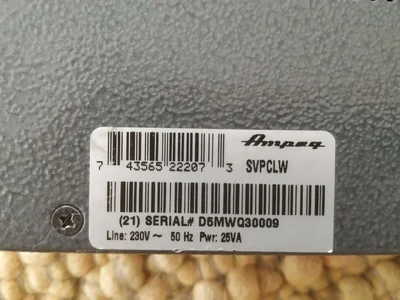 Ampeg
7 43565 22207 3 SVPCLW
(21) SERIAL# D5MWQ30009
Line: 230V ~ 50 Hz Pwr: 25VA